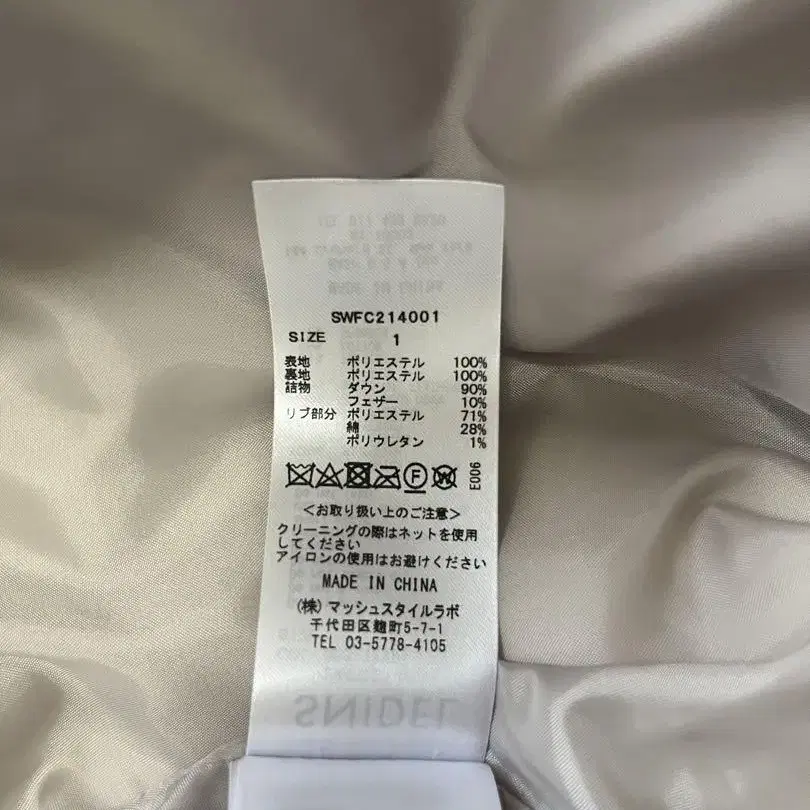 SWFC214001
SIZE 1
表地 ポリエステル 100%
裏地 ポリエステル 100%
詰物 ダウン 90%
フェザー 10%
リブ部分 ポリエステル 71%
綿 28%
ポリウレタン 1%
F W E006
＜お取り扱い上のご注意＞
クリーニングの際はネットを使用
してください
アイロンの使用はお避けください
MADE IN CHINA
(株) マッシュスタイルラボ
千代田区麹町5-7-1
TEL 03-5778-4105
SNIDEL